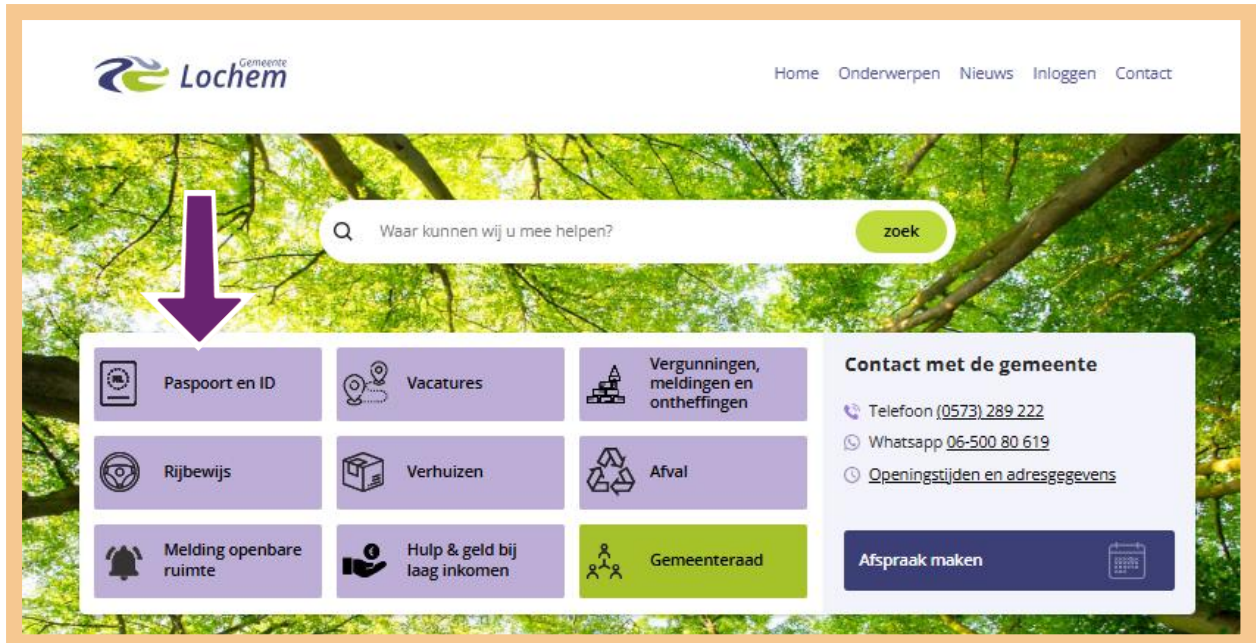 Gemeente
Lochem
Home Onderwerpen Nieuws Inloggen Contact
Waar kunnen wij u mee helpen?
zoek
Paspoort en ID
Vacatures
Vergunningen,
meldingen en
ontheffingen
Rijbewijs
Verhuizen
Afval
Melding openbare
ruimte
Hulp & geld bij
laag inkomen
Gemeenteraad
Contact met de gemeente
Telefoon (0573) 289 222
Whatsapp 06-500 80 619
Openingstijden en adresgegevens
Afspraak maken